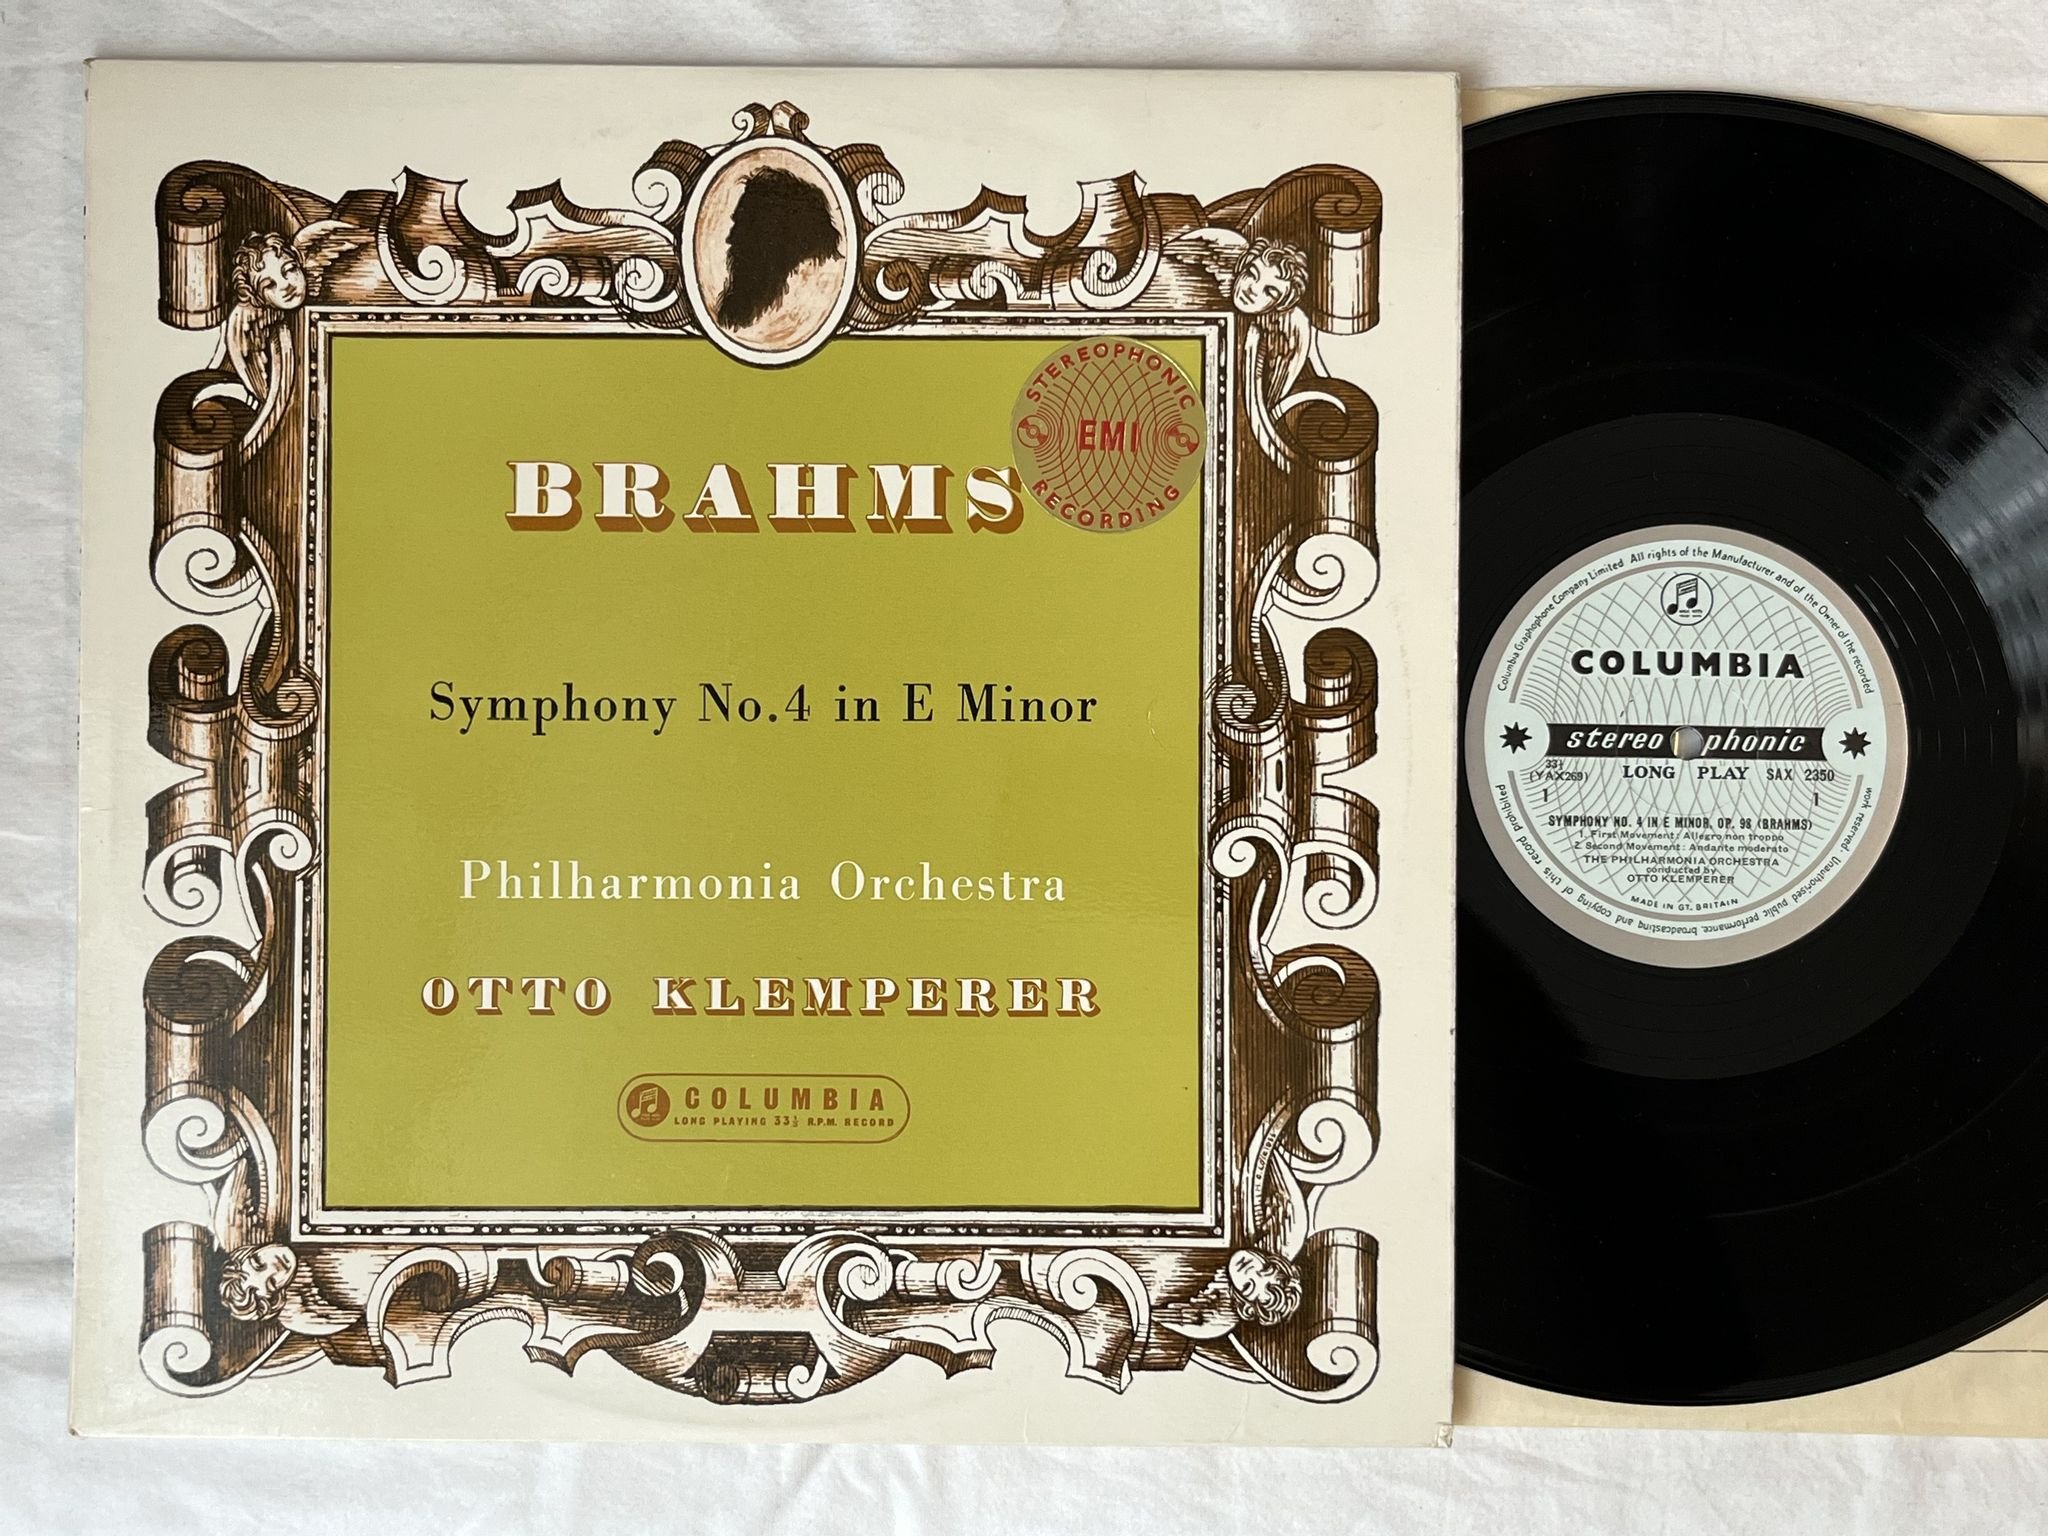 STEREOPHONIC
EMI
RECORDING
BRAHMS
Symphony No.4 in E Minor
Philharmonia Orchestra
OTTO KLEMPERER
COLUMBIA
LONG PLAYING 33⅓ R.P.M. RECORD
Columbia Graphophone Company Limited All rights of the Manufacturer and of the Owner of the recorded
work reserved. Unauthorised public performance, broadcasting and copying of this record prohibited
COLUMBIA
stereophonic
33⅓
LONG PLAY SAX 2350
(YAX269)
1 1
SYMPHONY NO. 4 IN E MINOR, OP. 98 (BRAHMS)
1. First Movement: Allegro non troppo
2. Second Movement: Andante moderato
THE PHILHARMONIA ORCHESTRA
conducted by
OTTO KLEMPERER
MADE IN GT. BRITAIN